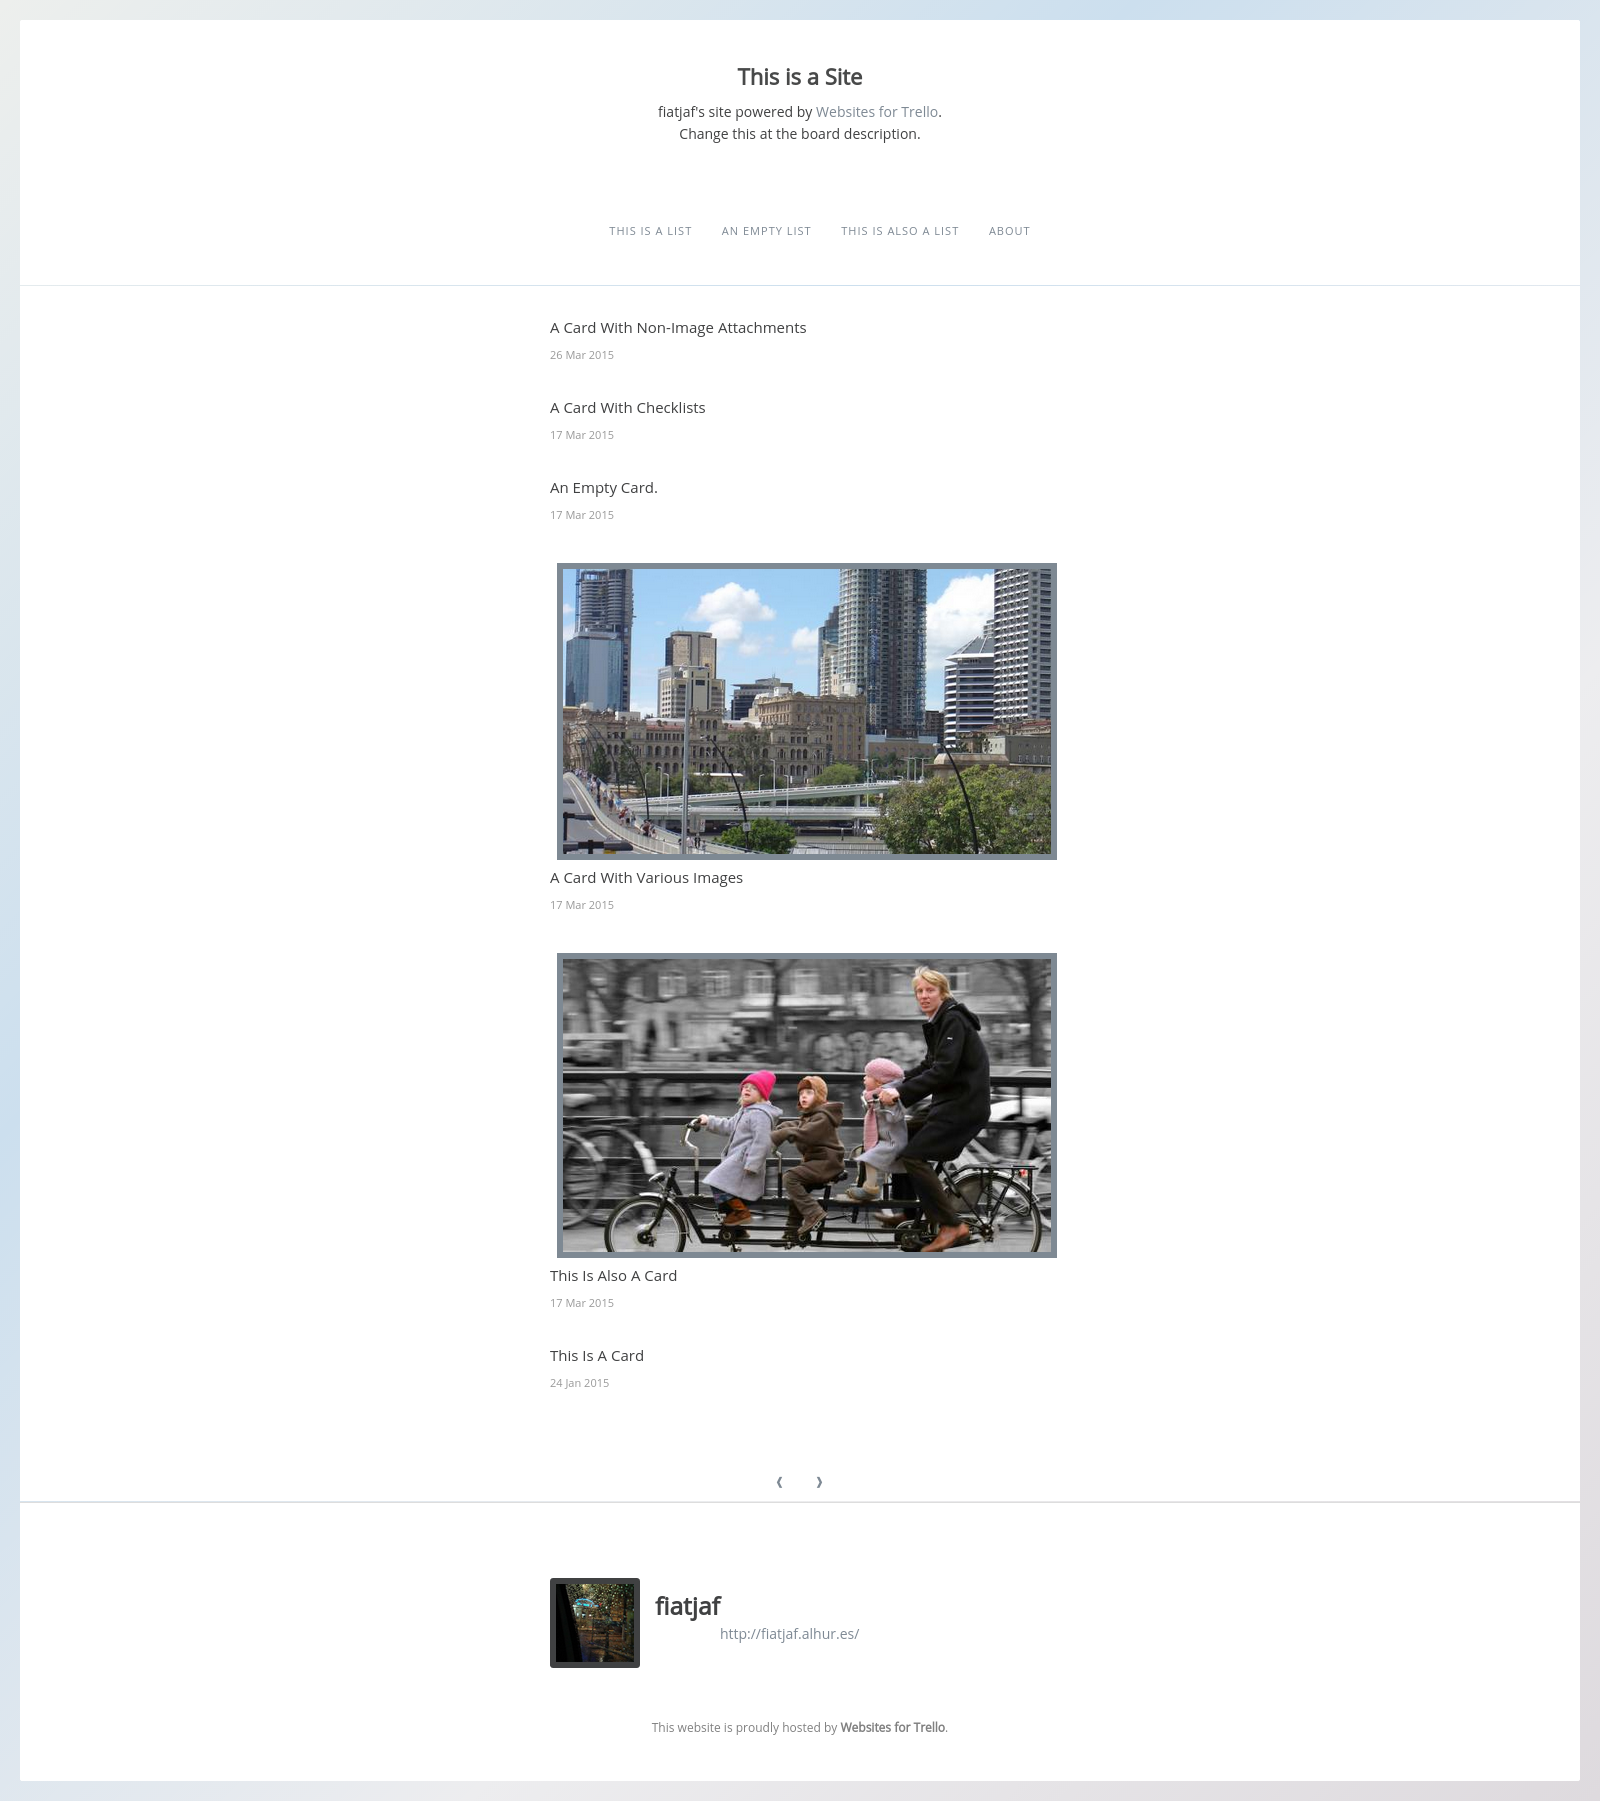 This is a Site
fiatjaf's site powered by Websites for Trello.
Change this at the board description.
THIS IS A LIST AN EMPTY LIST THIS IS ALSO A LIST ABOUT
A Card With Non-Image Attachments
26 Mar 2015
A Card With Checklists
17 Mar 2015
An Empty Card.
17 Mar 2015
A Card With Various Images
17 Mar 2015
This Is Also A Card
17 Mar 2015
This Is A Card
24 Jan 2015
‹ ›
fiatjaf
http://fiatjaf.alhur.es/
This website is proudly hosted by Websites for Trello.